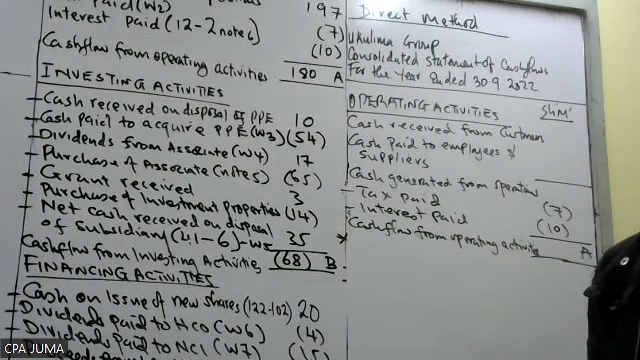 197
Interest paid (12-2 note 6) (7)
(10)
Cashflow from operating activities 180 A
INVESTING ACTIVITIES
- Cash received on disposal of PPE 10
- Cash paid to acquire PPE (W3) (54)
- Dividends from Associate (W4) 17
- Purchase of Associate (note 5) (65)
- Grant received 3
- Purchase of Investment Properties (14)
- Net cash received on disposal
of subsidiary (41-6)-W5 35
Cashflow from Investing Activities (68) B
FINANCING ACTIVITIES
- Cash on Issue of new shares (122-102) 20
- Dividends Paid to HCO (W6) (4)
- Dividends Paid to NCI (W7) (15)
Direct Method
Ukulima Group
Consolidated statement of Cashflows
For the Year Ended 30.9.2022
OPERATING ACTIVITIES Sh'M'
Cash received from Customers
Cash paid to employees &
Suppliers
Cash generated from operations
- Tax paid (7)
- Interest paid (10)
Cashflow from operating activities A
CPA JUMA